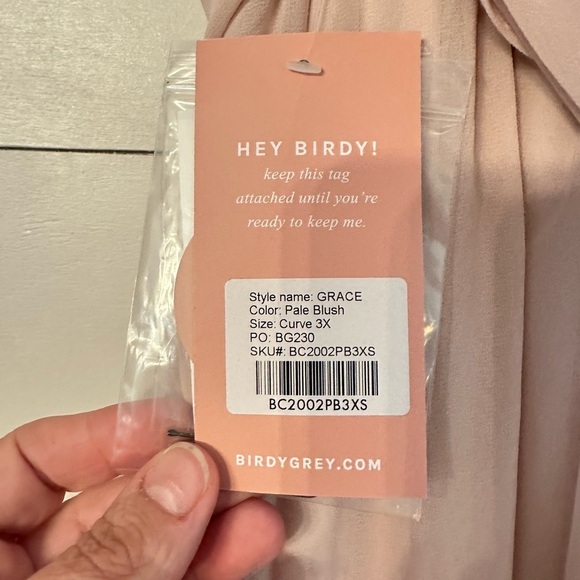 HEY BIRDY!
keep this tag
attached until you're
ready to keep me.
Style name: GRACE
Color: Pale Blush
Size: Curve 3X
PO: BG230
SKU#: BC2002PB3XS
BC2002PB3XS
BIRDYGREY.COM